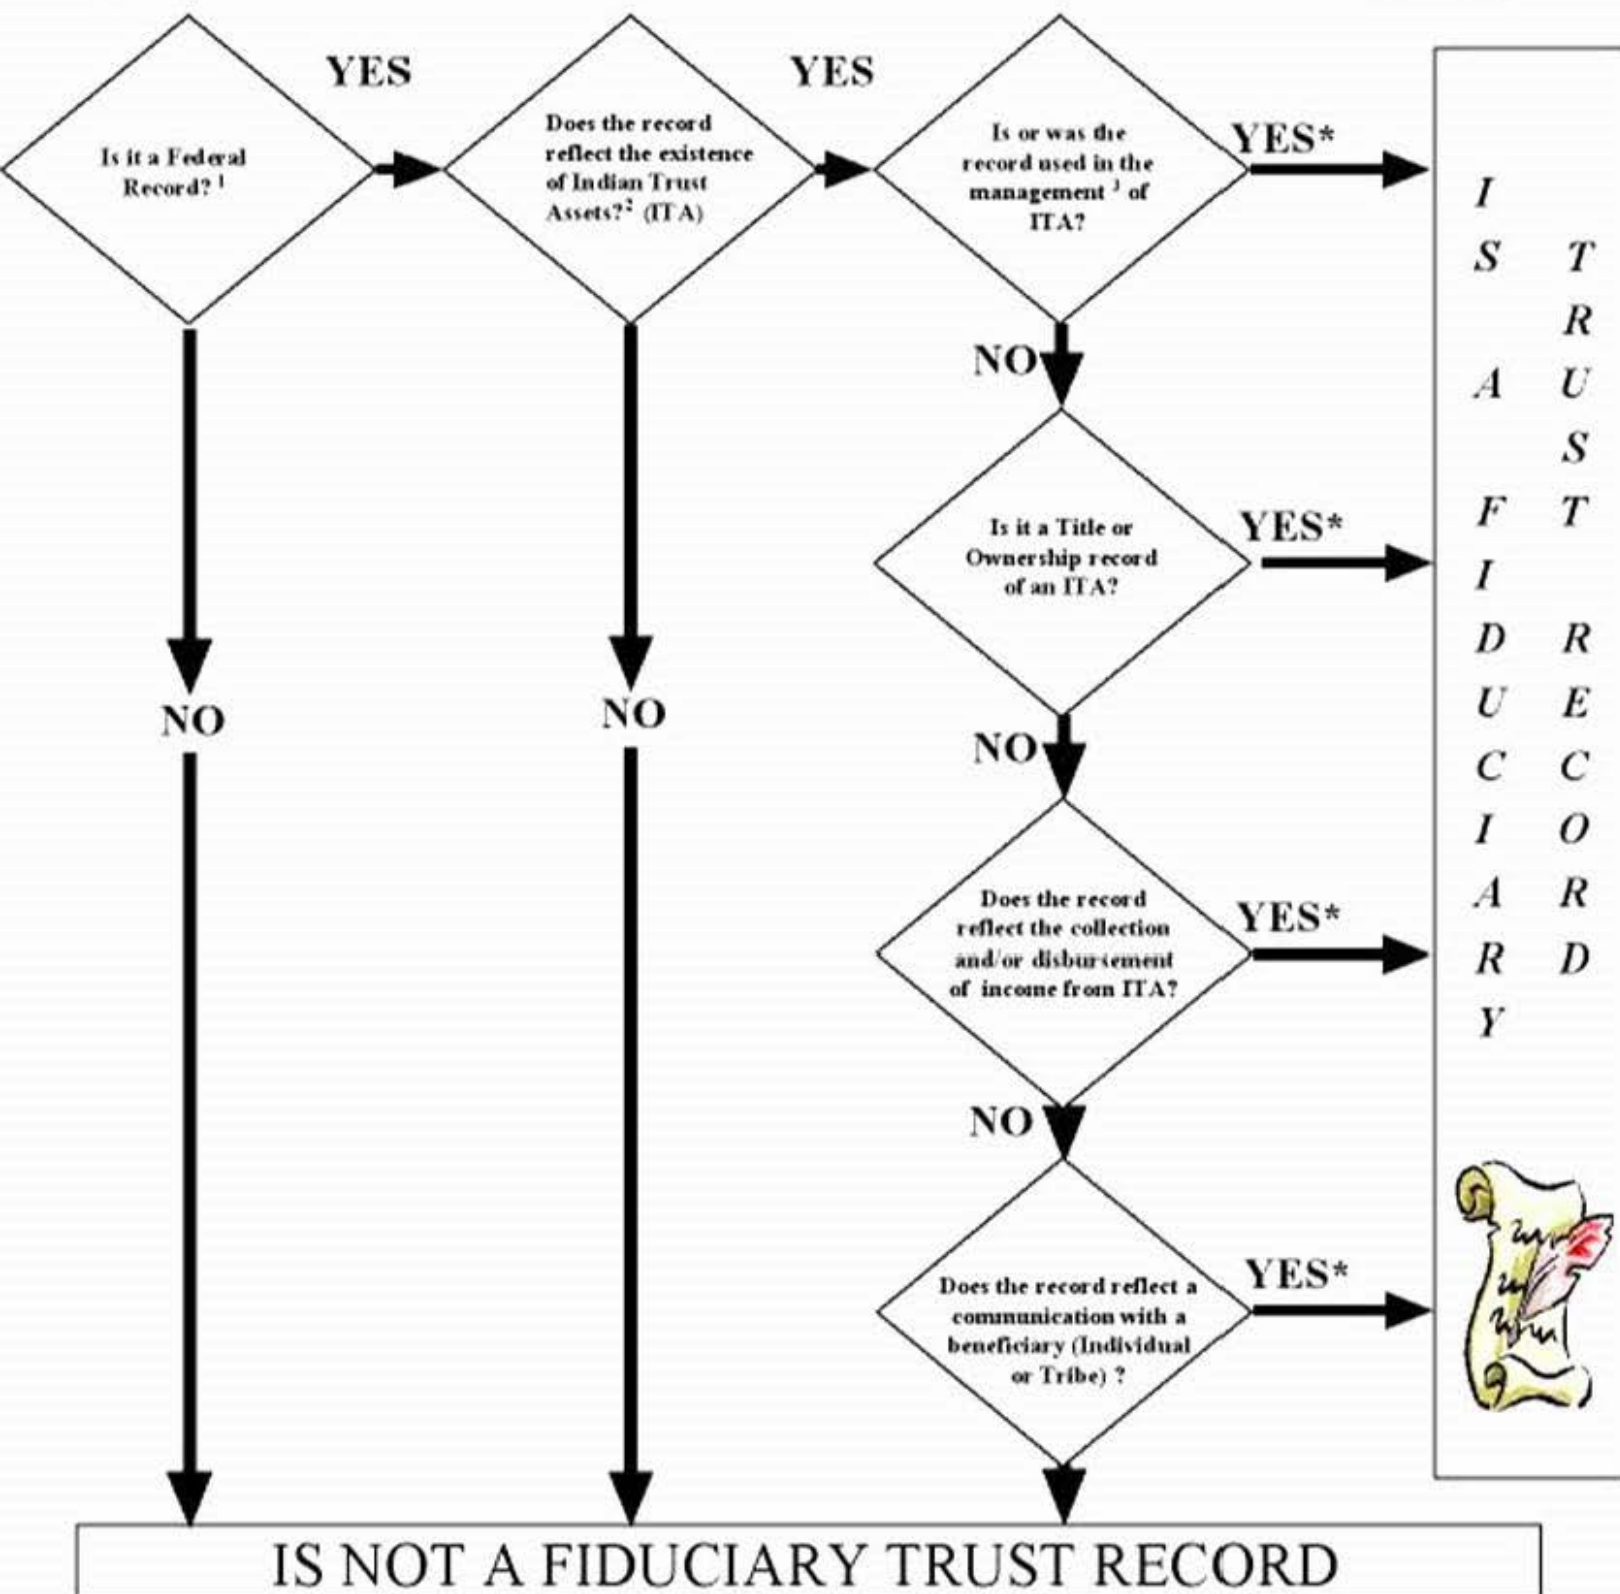 YES
YES
Is it a Federal
Record? 1
Does the record
reflect the existence
of Indian Trust
Assets?2 (ITA)
Is or was the
record used in the
management 3 of
ITA?
YES*
NO
Is it a Title or
Ownership record
of an ITA?
YES*
NO
Does the record
reflect the collection
and/or disbursement
of income from ITA?
YES*
NO
Does the record reflect a
communication with a
beneficiary (Individual
or Tribe) ?
YES*
NO
NO
IS A FIDUCIARY
TRUST RECORD
IS NOT A FIDUCIARY TRUST RECORD